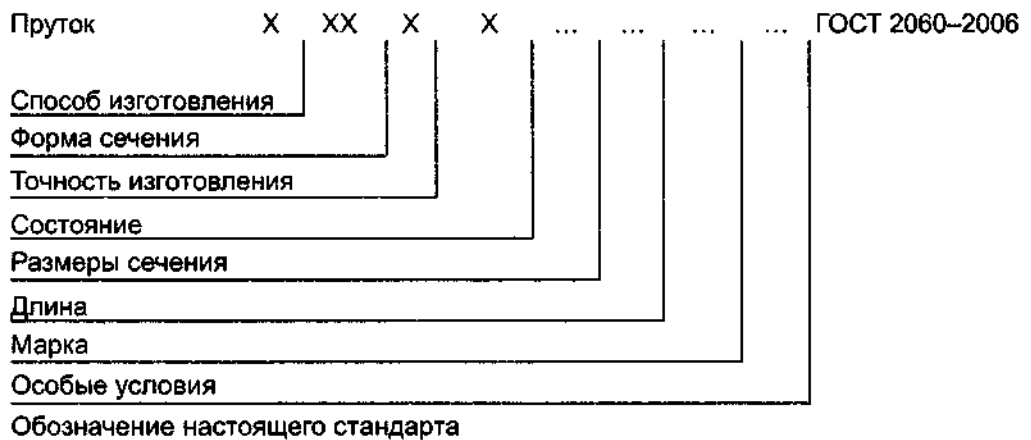 Пруток Х ХХ Х Х ... ... ... ... ГОСТ 2060–2006
Способ изготовления
Форма сечения
Точность изготовления
Состояние
Размеры сечения
Длина
Марка
Особые условия
Обозначение настоящего стандарта